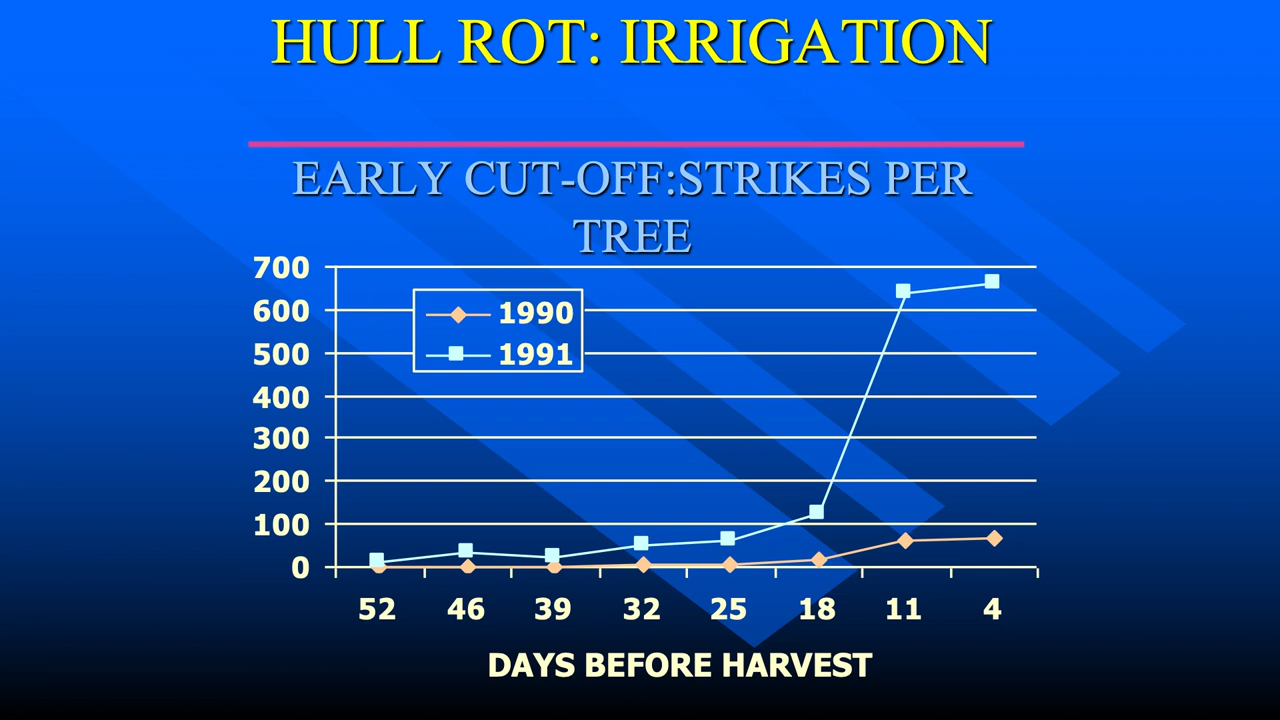 HULL ROT: IRRIGATION
EARLY CUT-OFF:STRIKES PER
TREE
700
600
500
400
300
200
100
0
1990
1991
52 46 39 32 25 18 11 4
DAYS BEFORE HARVEST